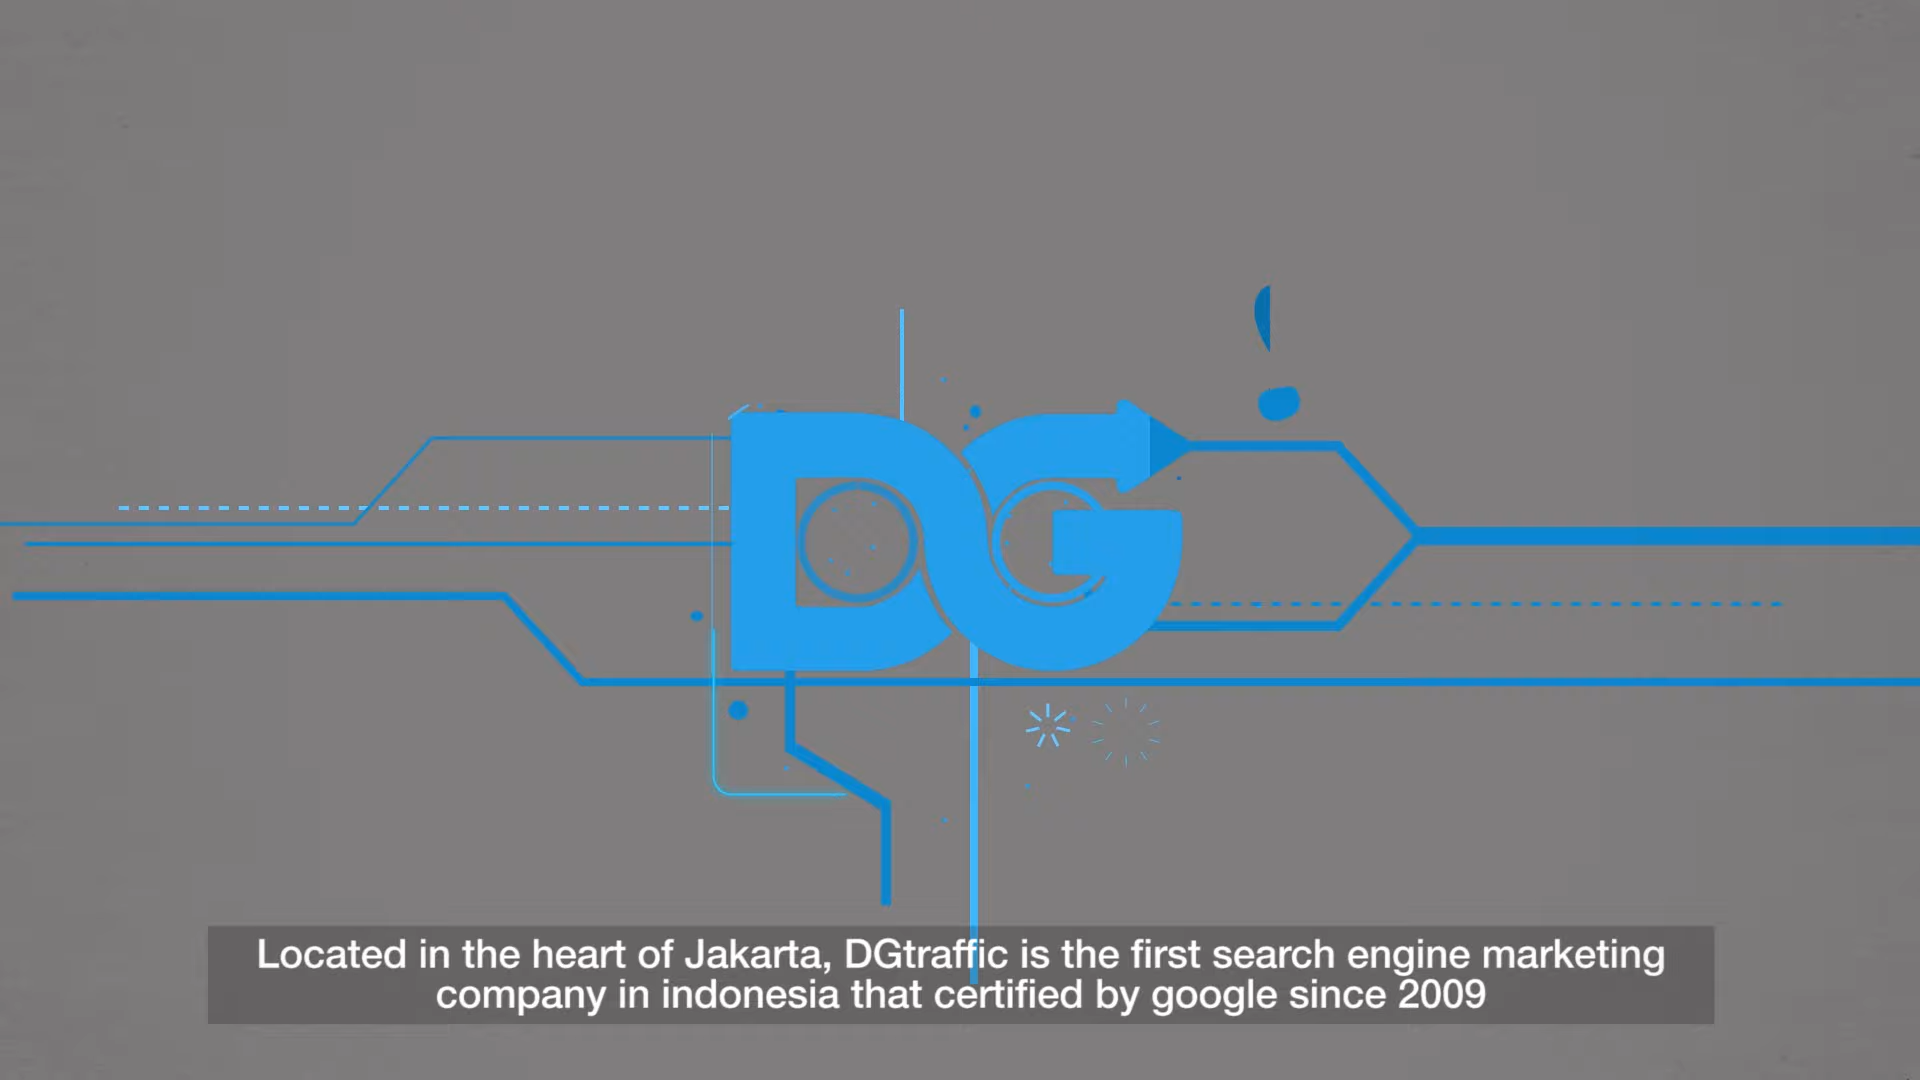 DG
Located in the heart of Jakarta, DGtraffic is the first search engine marketing
company in indonesia that certified by google since 2009